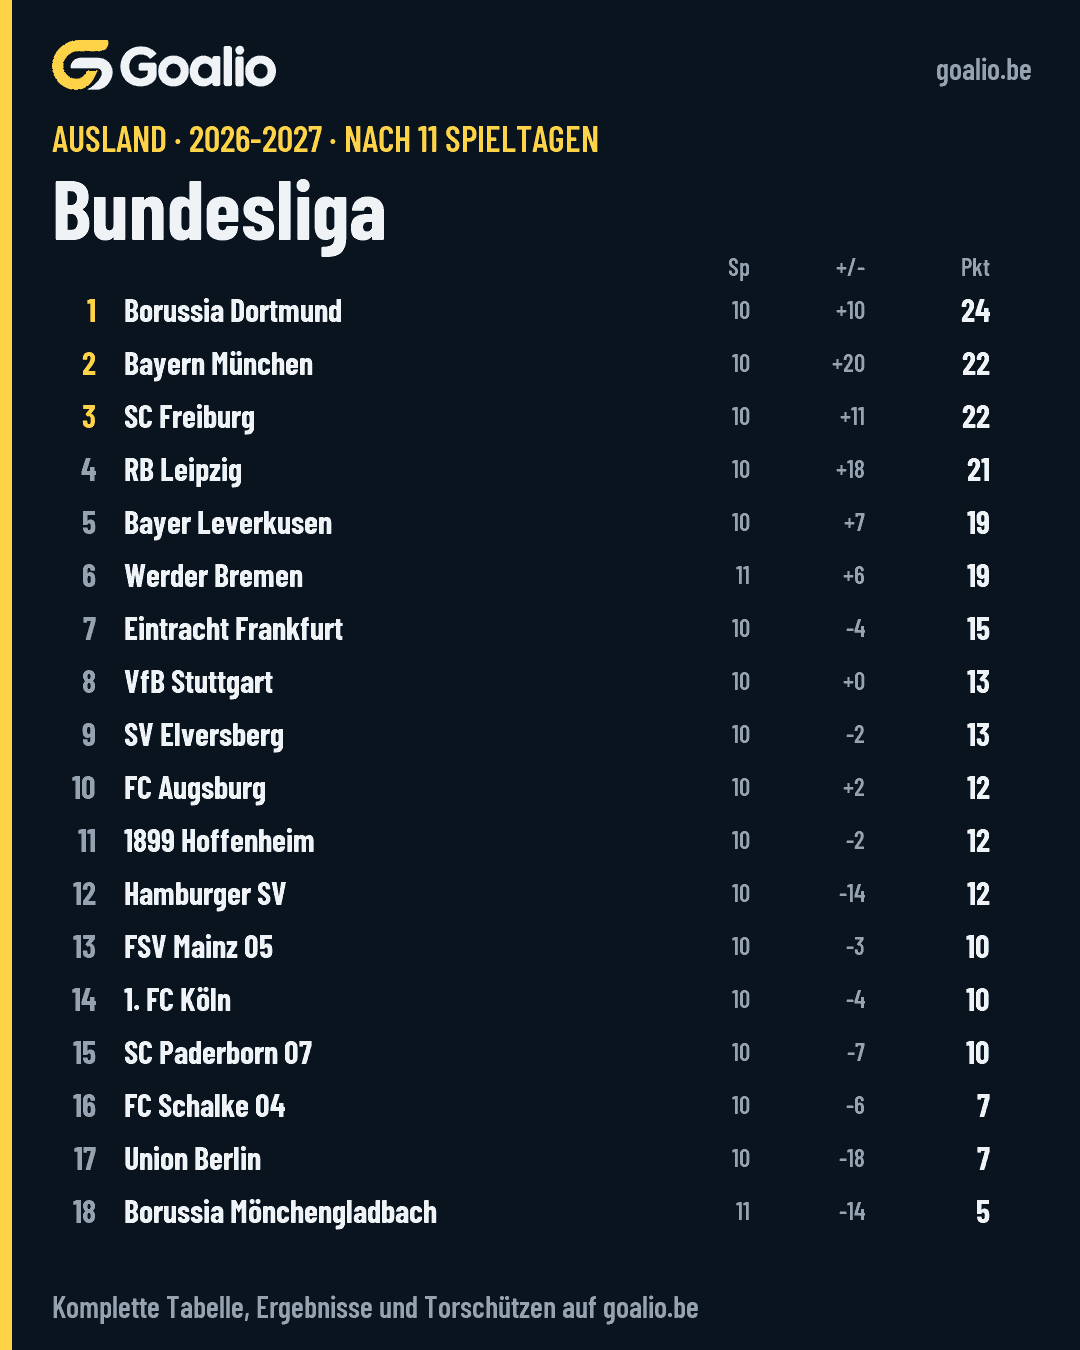 Goalio goalio.be
AUSLAND · 2026-2027 · NACH 11 SPIELTAGEN
Bundesliga
Sp +/- Pkt
1 Borussia Dortmund 10 +10 24
2 Bayern München 10 +20 22
3 SC Freiburg 10 +11 22
4 RB Leipzig 10 +18 21
5 Bayer Leverkusen 10 +7 19
6 Werder Bremen 11 +6 19
7 Eintracht Frankfurt 10 -4 15
8 VfB Stuttgart 10 +0 13
9 SV Elversberg 10 -2 13
10 FC Augsburg 10 +2 12
11 1899 Hoffenheim 10 -2 12
12 Hamburger SV 10 -14 12
13 FSV Mainz 05 10 -3 10
14 1. FC Köln 10 -4 10
15 SC Paderborn 07 10 -7 10
16 FC Schalke 04 10 -6 7
17 Union Berlin 10 -18 7
18 Borussia Mönchengladbach 11 -14 5
Komplette Tabelle, Ergebnisse und Torschützen auf goalio.be